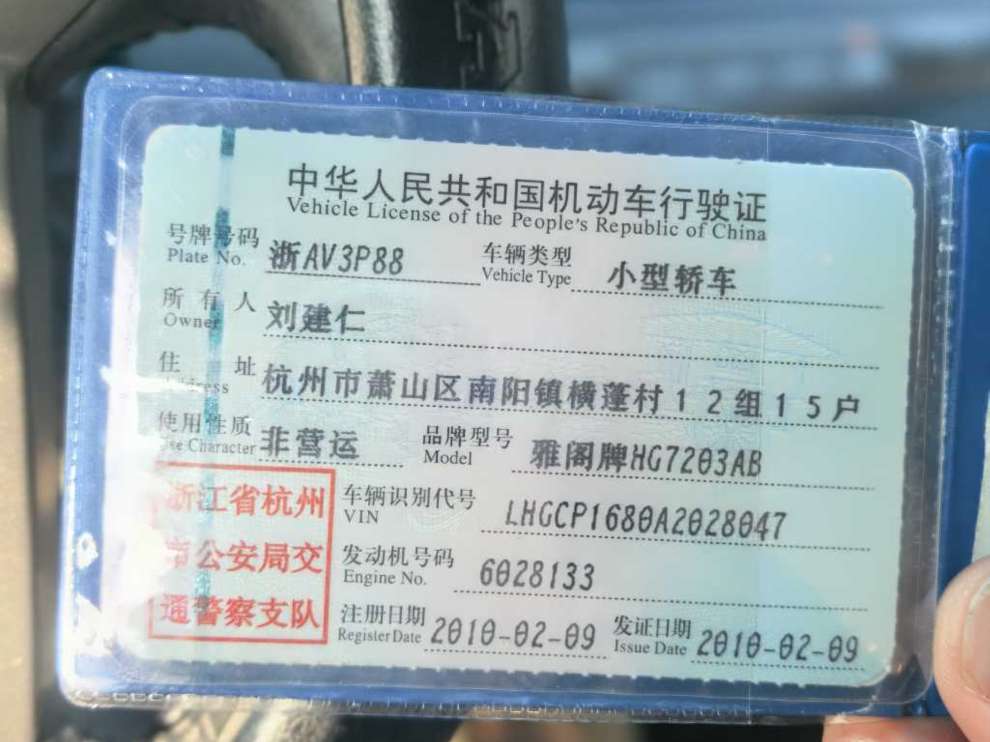 中华人民共和国机动车行驶证
Vehicle License of the People's Republic of China
号牌号码 浙AV3P88 车辆类型 小型轿车
Plate No. Vehicle Type
所有人 刘建仁
Owner
住址 杭州市萧山区南阳镇横蓬村12组15户
Address
使用性质 非营运 品牌型号 雅阁牌HG7203AB
Use Character Model
浙江省杭州
市公安局交
通警察支队
车辆识别代号 LHGCP1680A2028047
VIN
发动机号码 6028133
Engine No.
注册日期 2010-02-09 发证日期 2010-02-09
Register Date Issue Date